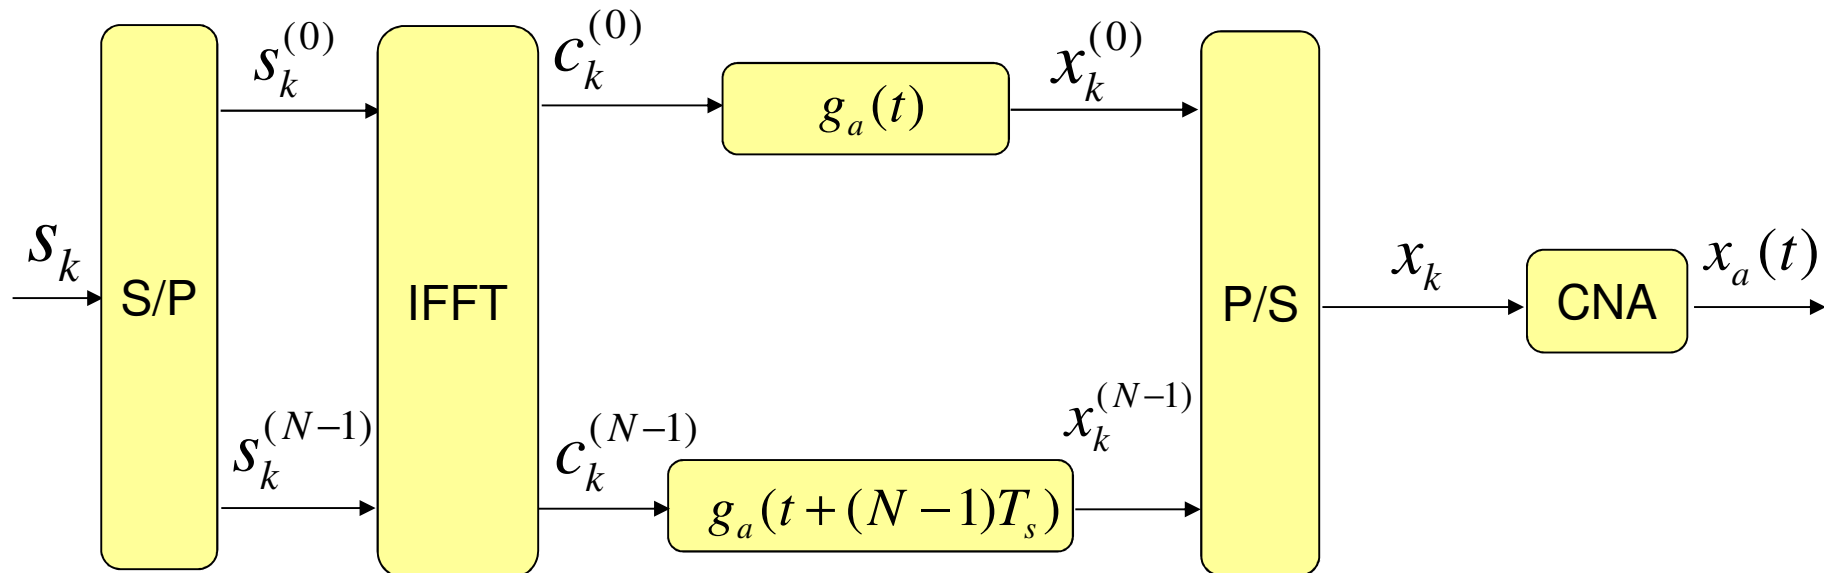 s_k
S/P
s_k^{(0)}
s_k^{(N-1)}
IFFT
c_k^{(0)}
c_k^{(N-1)}
g_a(t)
g_a(t+(N-1)T_s)
x_k^{(0)}
x_k^{(N-1)}
P/S
x_k
CNA
x_a(t)